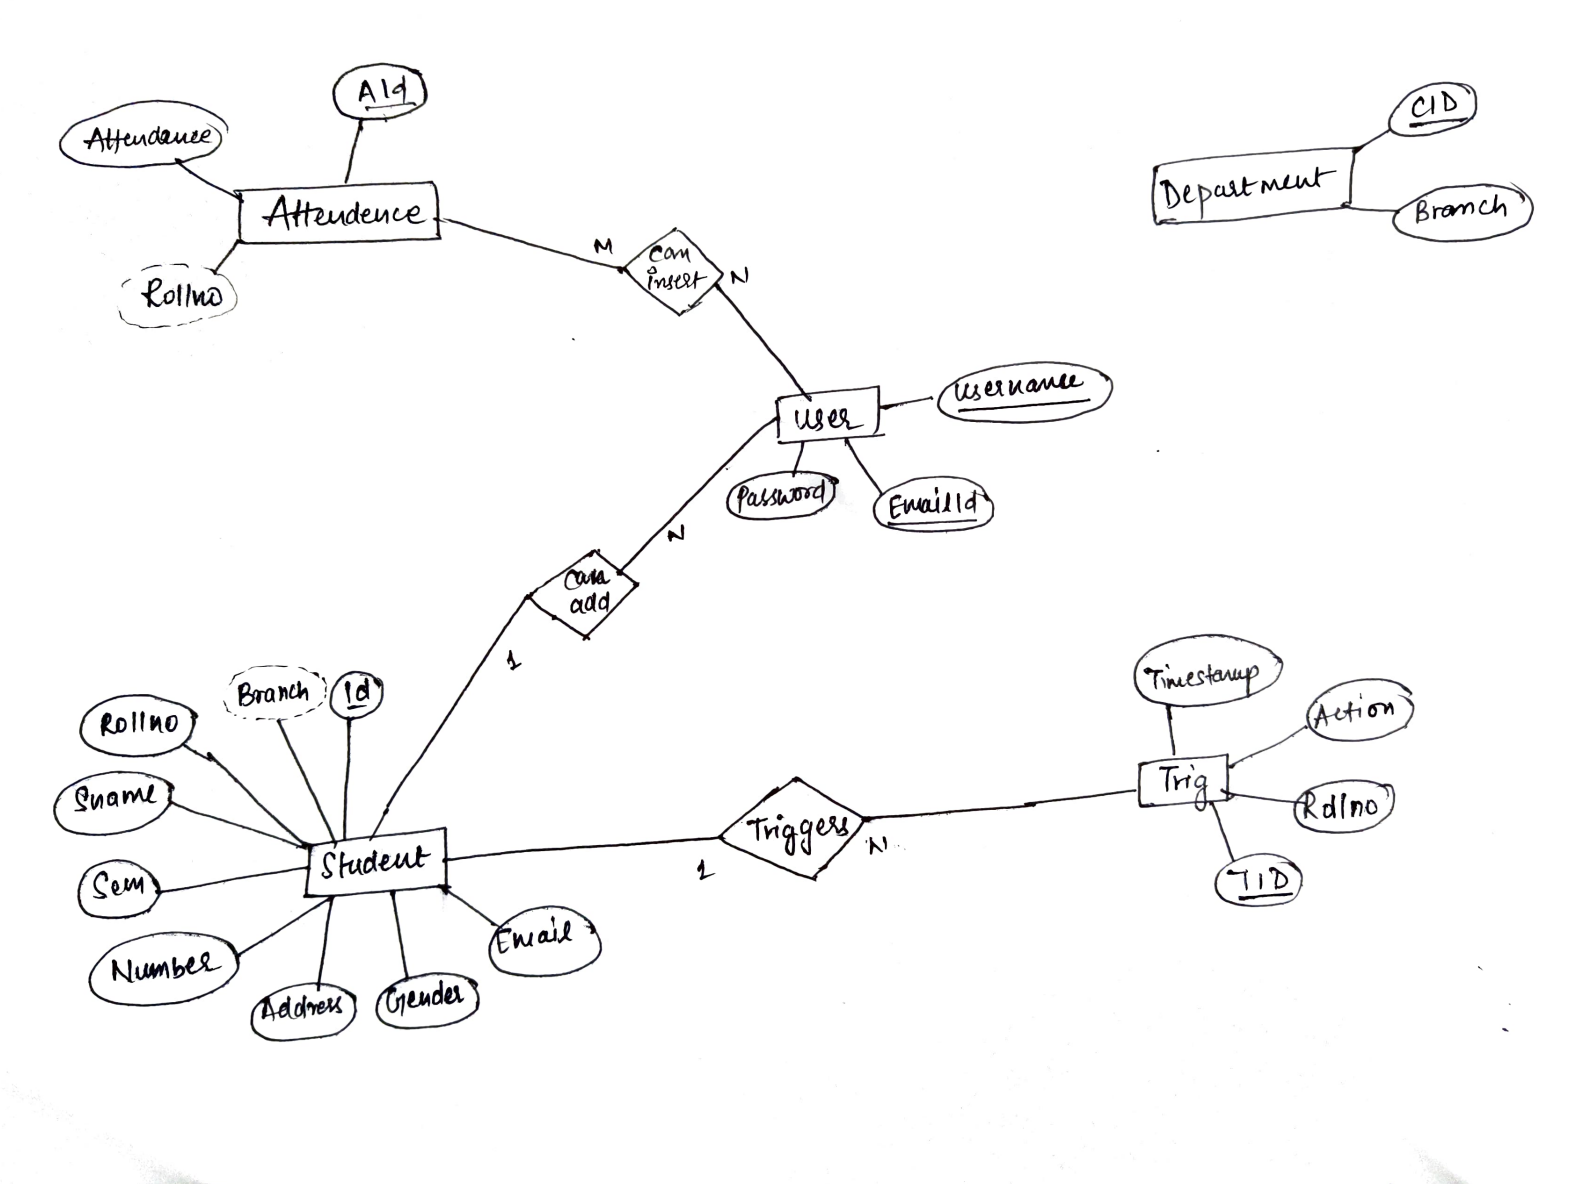 AId
Attendance
Attendence
Rollno
M
Can
insert
N
CID
Department
Branch
User
Username
Password
EmailId
N
Can
add
1
Rollno
Branch
Id
Sname
Sem
Student
Number
Address
Gender
Email
1
Triggers
N
Timestamp
Action
Trig
Rollno
TID